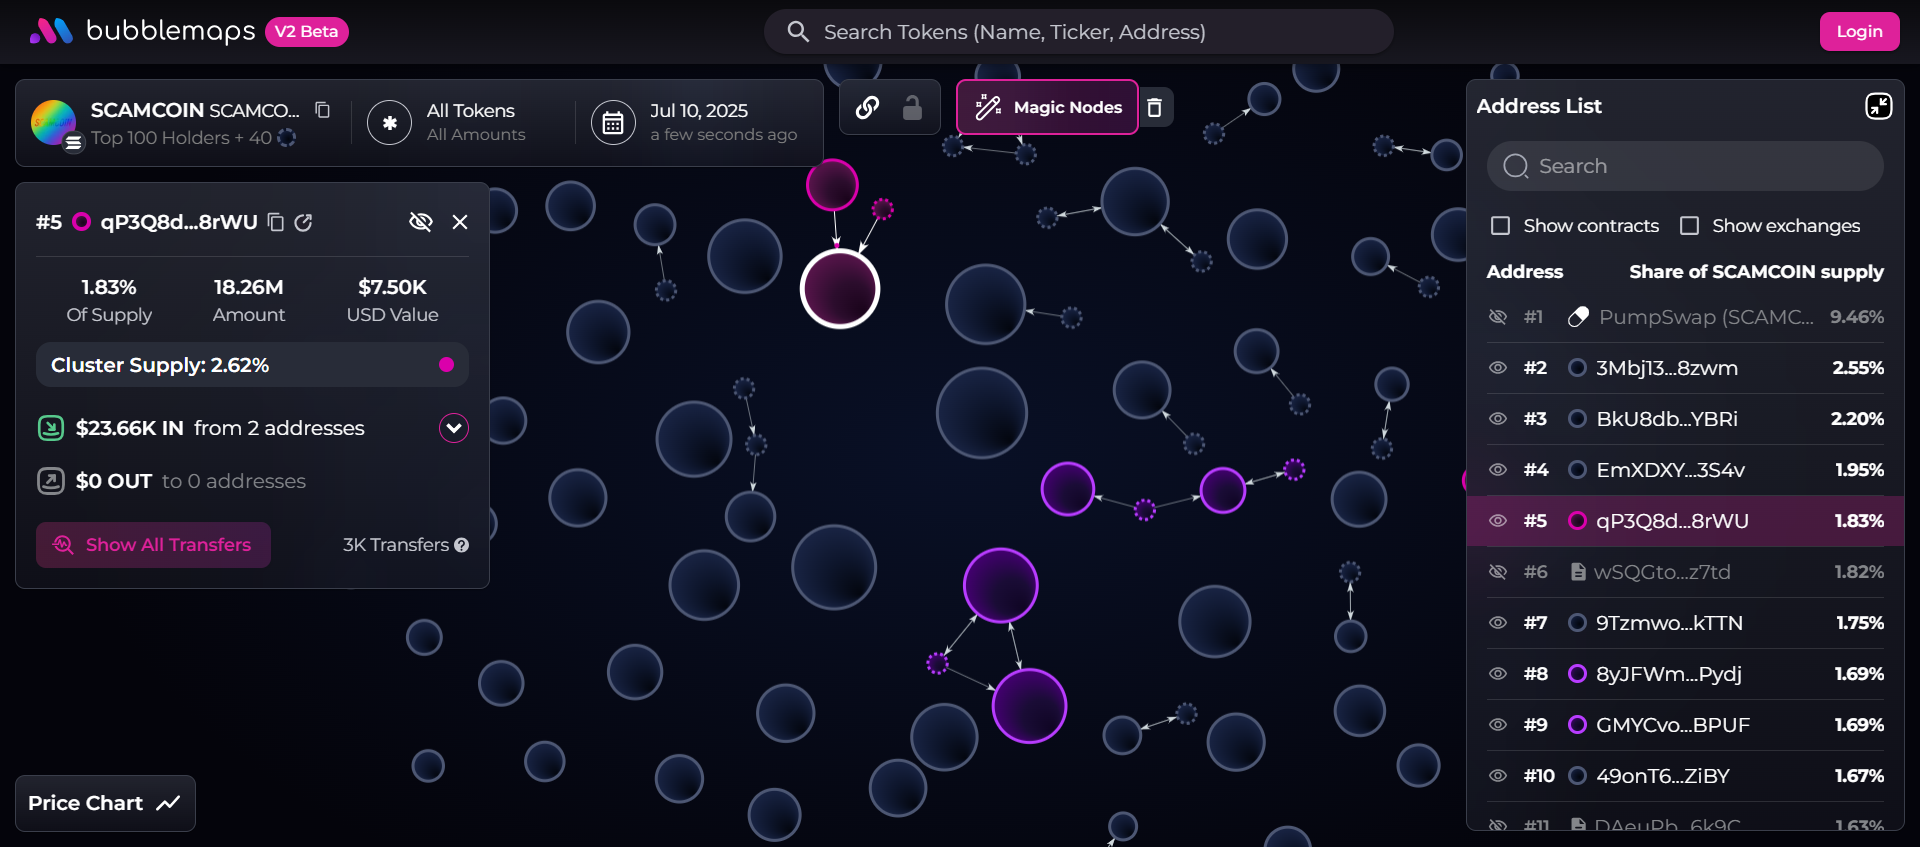 bubblemaps V2 Beta
Search Tokens (Name, Ticker, Address)
Login
SCAMCOIN SCAMCO...
Top 100 Holders + 40
All Tokens
All Amounts
Jul 10, 2025
a few seconds ago
Magic Nodes
#5 qP3Q8d...8rWU
1.83% 18.26M $7.50K
Of Supply Amount USD Value
Cluster Supply: 2.62%
$23.66K IN from 2 addresses
$0 OUT to 0 addresses
Show All Transfers 3K Transfers
Price Chart
Address List
Search
Show contracts Show exchanges
Address Share of SCAMCOIN supply
#1 PumpSwap (SCAMC... 9.46%
#2 3Mbj13...8zwm 2.55%
#3 BkU8db...YBRi 2.20%
#4 EmXDXY...3S4v 1.95%
#5 qP3Q8d...8rWU 1.83%
#6 wSQGto...z7td 1.82%
#7 9Tzmwo...kTTN 1.75%
#8 8yJFWm...Pydj 1.69%
#9 GMYCvo...BPUF 1.69%
#10 49onT6...ZiBY 1.67%
#11 DAeuPb...6k9C 1.63%